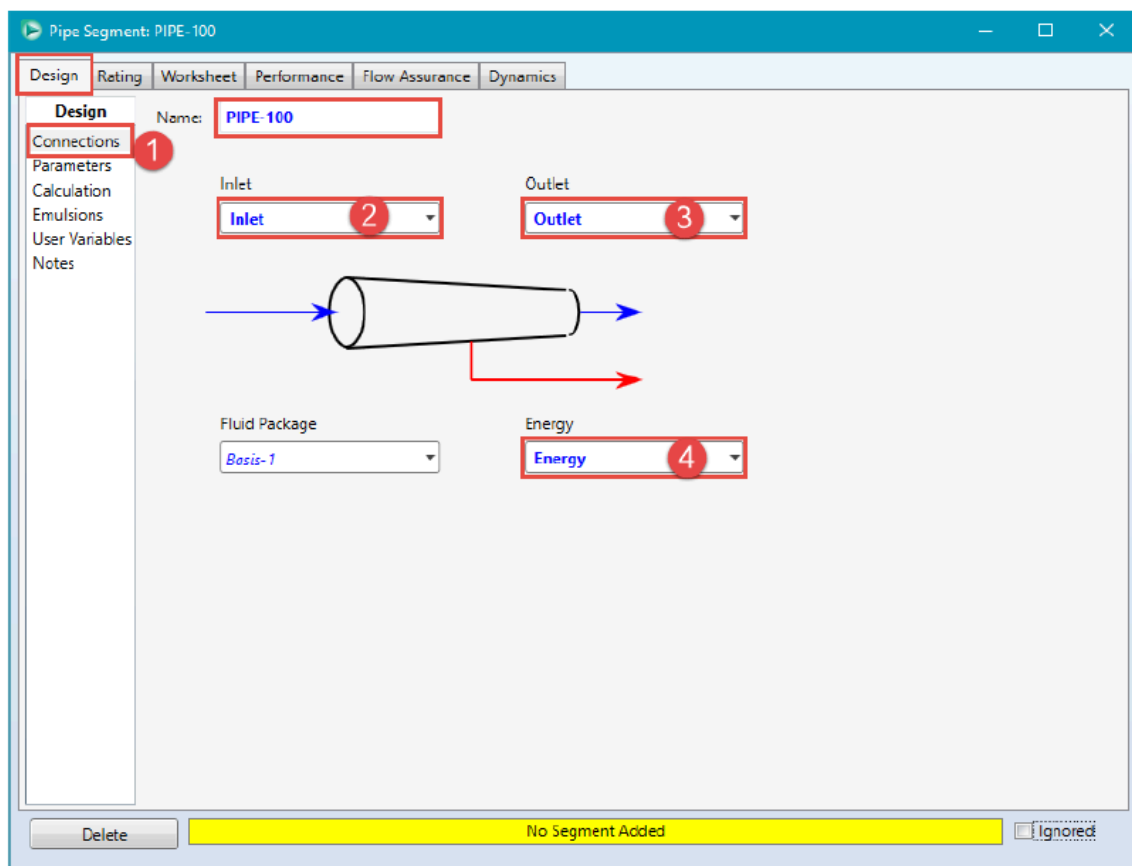 Pipe Segment: PIPE-100
Design Rating Worksheet Performance Flow Assurance Dynamics
Design
Connections
Parameters
Calculation
Emulsions
User Variables
Notes
1
Name: PIPE-100
Inlet Outlet
Inlet 2 Outlet 3
Fluid Package Energy
Basis-1 Energy 4
Delete No Segment Added Ignored